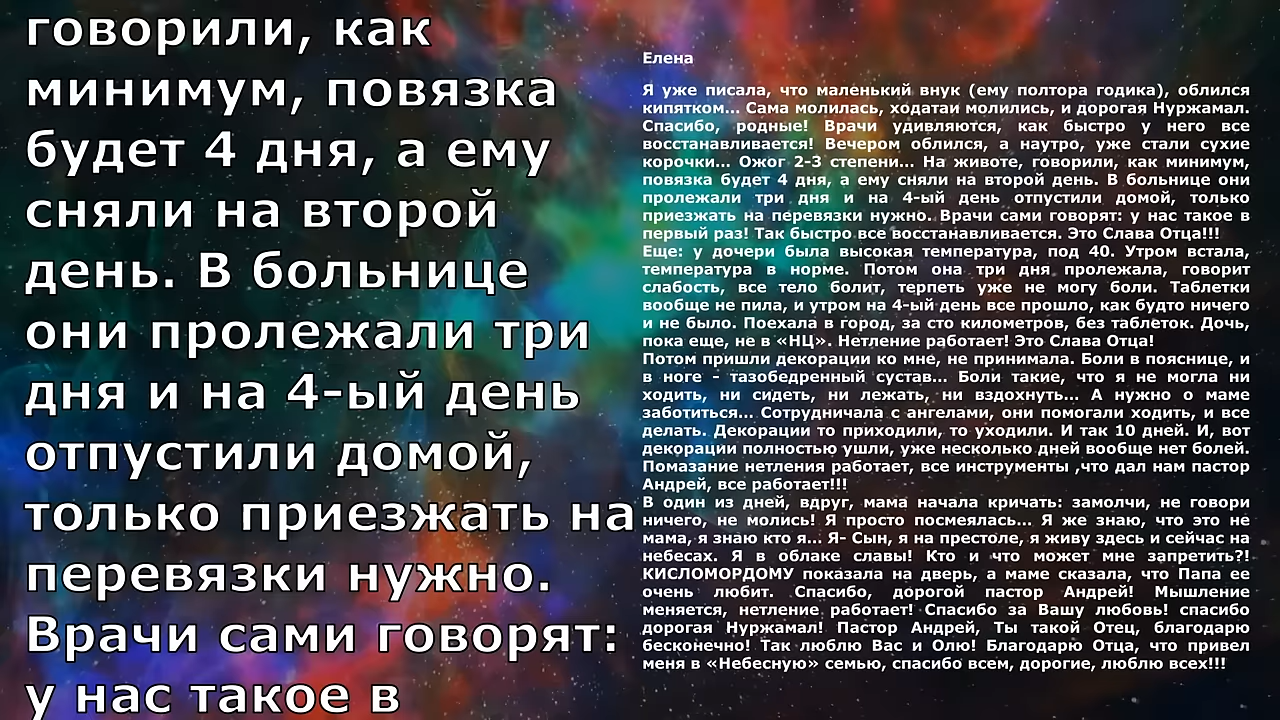 говорили, как
минимум, повязка
будет 4 дня, а ему
сняли на второй
день. В больнице
они пролежали три
дня и на 4-ый день
отпустили домой,
только приезжать на
перевязки нужно.
Врачи сами говорят:
у нас такое в
Елена
Я уже писала, что маленький внук (ему полтора годика), облился
кипятком... Сама молилась, ходатаи молились, и дорогая Нуржамал.
Спасибо, родные! Врачи удивляются, как быстро у него все
восстанавливается! Вечером облился, а наутро, уже стали сухие
корочки... Ожог 2-3 степени... На животе, говорили, как минимум,
повязка будет 4 дня, а ему сняли на второй день. В больнице они
пролежали три дня и на 4-ый день отпустили домой, только
приезжать на перевязки нужно. Врачи сами говорят: у нас такое в
первый раз! Так быстро все восстанавливается. Это Слава Отца!!!
Еще: у дочери была высокая температура, под 40. Утром встала,
температура в норме. Потом она три дня пролежала, говорит
слабость, все тело болит, терпеть уже не могу боли. Таблетки
вообще не пила, и утром на 4-ый день все прошло, как будто ничего
и не было. Поехала в город, за сто километров, без таблеток. Дочь,
пока еще, не в «НЦ». Нетление работает! Это Слава Отца!
Потом пришли декорации ко мне, не принимала. Боли в пояснице, и
в ноге - тазобедренный сустав... Боли такие, что я не могла ни
ходить, ни сидеть, ни лежать, ни вздохнуть... А нужно о маме
заботиться... Сотрудничала с ангелами, они помогали ходить, и все
делать. Декорации то приходили, то уходили. И так 10 дней. И, вот
декорации полностью ушли, уже несколько дней вообще нет болей.
Помазание нетления работает, все инструменты ,что дал нам пастор
Андрей, все работает!!!
В один из дней, вдруг, мама начала кричать: замолчи, не говори
ничего, не молись! Я просто посмеялась... Я же знаю, что это не
мама, я знаю кто я... Я- Сын, я на престоле, я живу здесь и сейчас на
небесах. Я в облаке славы! Кто и что может мне запретить?!
КИСЛОМОРДОМУ показала на дверь, а маме сказала, что Папа ее
очень любит. Спасибо, дорогой пастор Андрей! Мышление
меняется, нетление работает! Спасибо за Вашу любовь! спасибо
дорогая Нуржамал! Пастор Андрей, Ты такой Отец, благодарю
бесконечно! Так люблю Вас и Олю! Благодарю Отца, что привел
меня в «Небесную» семью, спасибо всем, дорогие, люблю всех!!!